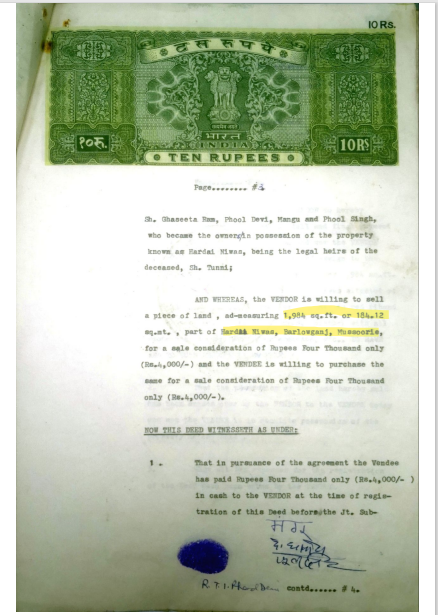 10 Rs.
दस रुपये
सत्यमेव जयते
भारत
INDIA
१०रु.
10RS
TEN RUPEES
Page........ #3
Sh. Ghaseeta Ram, Phool Devi, Mangu and Phool Singh,
who became the owner in possession of the property
known as Hardai Niwas, being the legal heirs of the
deceased, Sh. Tunni;
AND WHEREAS, the VENDOR is willing to sell
a piece of land , ad-measuring 1,984 sq.ft. or 184.12
sq.mt. , part of Hardai Niwas, Barlowganj, Mussoorie,
for a sale consideration of Rupees Four Thousand only
(Rs.4,000/-) and the VENDEE is willing to purchase the
same for a sale consideration of Rupees Four Thousand
only (Rs.4,000/-).
NOW THIS DEED WITNESSETH AS UNDER:
1 . That in pursuance of the agreement the Vendee
has paid Rupees Four Thousand only (Rs.4,000/- )
in cash to the VENDOR at the time of regis-
tration of this Deed before the Jt. Sub-
R.T.I.
contd...... # 4.